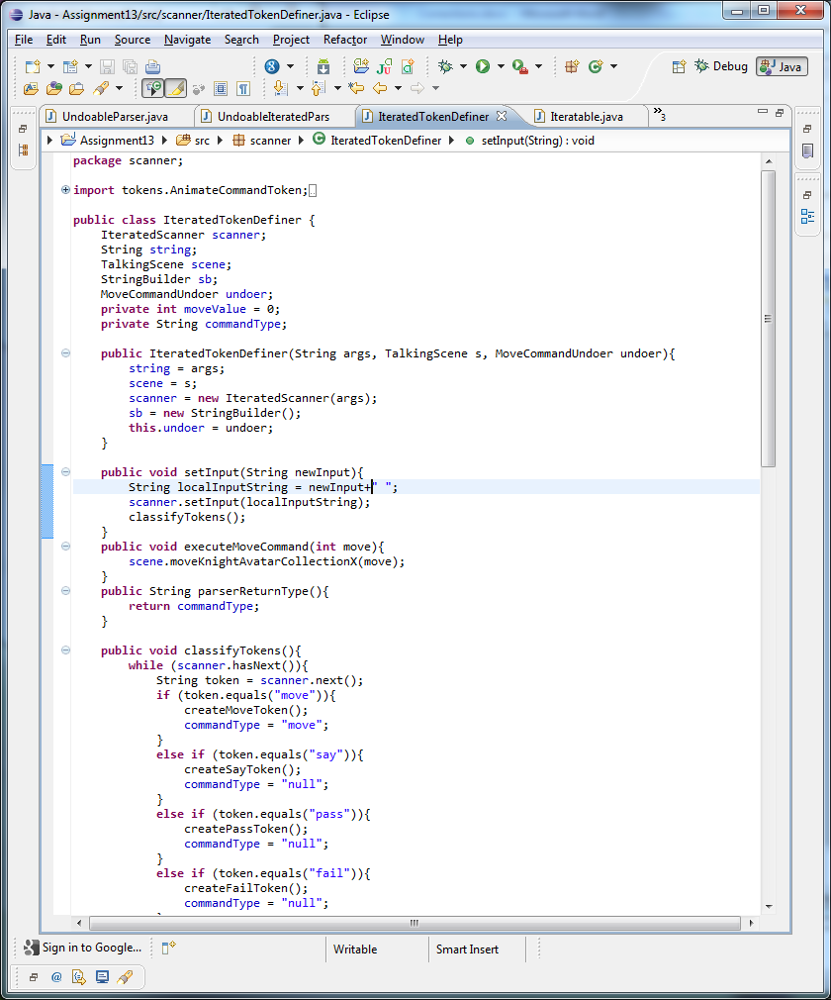 Java - Assignment13/src/scanner/IteratedTokenDefiner.java - Eclipse
File Edit Run Source Navigate Search Project Refactor Window Help
Debug Java
UndoableParser.java UndoableIteratedPars IteratedTokenDefiner Iteratable.java »3
Assignment13 src scanner IteratedTokenDefiner setInput(String) : void
package scanner;
import tokens.AnimateCommandToken;
public class IteratedTokenDefiner {
IteratedScanner scanner;
String string;
TalkingScene scene;
StringBuilder sb;
MoveCommandUndoer undoer;
private int moveValue = 0;
private String commandType;
public IteratedTokenDefiner(String args, TalkingScene s, MoveCommandUndoer undoer){
string = args;
scene = s;
scanner = new IteratedScanner(args);
sb = new StringBuilder();
this.undoer = undoer;
}
public void setInput(String newInput){
String localInputString = newInput+" ";
scanner.setInput(localInputString);
classifyTokens();
}
public void executeMoveCommand(int move){
scene.moveKnightAvatarCollectionX(move);
}
public String parserReturnType(){
return commandType;
}
public void classifyTokens(){
while (scanner.hasNext()){
String token = scanner.next();
if (token.equals("move")){
createMoveToken();
commandType = "move";
}
else if (token.equals("say")){
createSayToken();
commandType = "null";
}
else if (token.equals("pass")){
createPassToken();
commandType = "null";
}
else if (token.equals("fail")){
createFailToken();
commandType = "null";
Sign in to Google... Writable Smart Insert